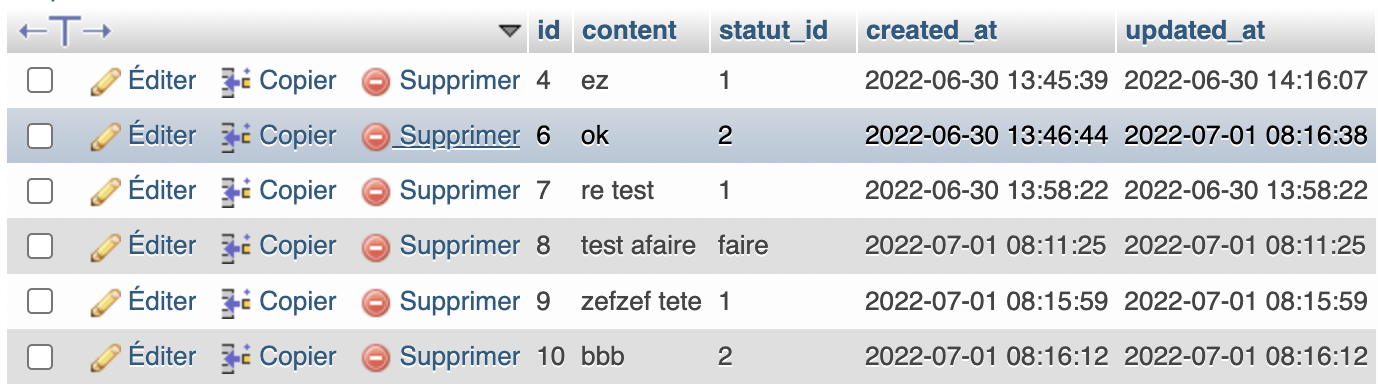 ←T→ id content statut_id created_at updated_at
Éditer Copier Supprimer 4 ez 1 2022-06-30 13:45:39 2022-06-30 14:16:07
Éditer Copier Supprimer 6 ok 2 2022-06-30 13:46:44 2022-07-01 08:16:38
Éditer Copier Supprimer 7 re test 1 2022-06-30 13:58:22 2022-06-30 13:58:22
Éditer Copier Supprimer 8 test afaire faire 2022-07-01 08:11:25 2022-07-01 08:11:25
Éditer Copier Supprimer 9 zefzef tete 1 2022-07-01 08:15:59 2022-07-01 08:15:59
Éditer Copier Supprimer 10 bbb 2 2022-07-01 08:16:12 2022-07-01 08:16:12